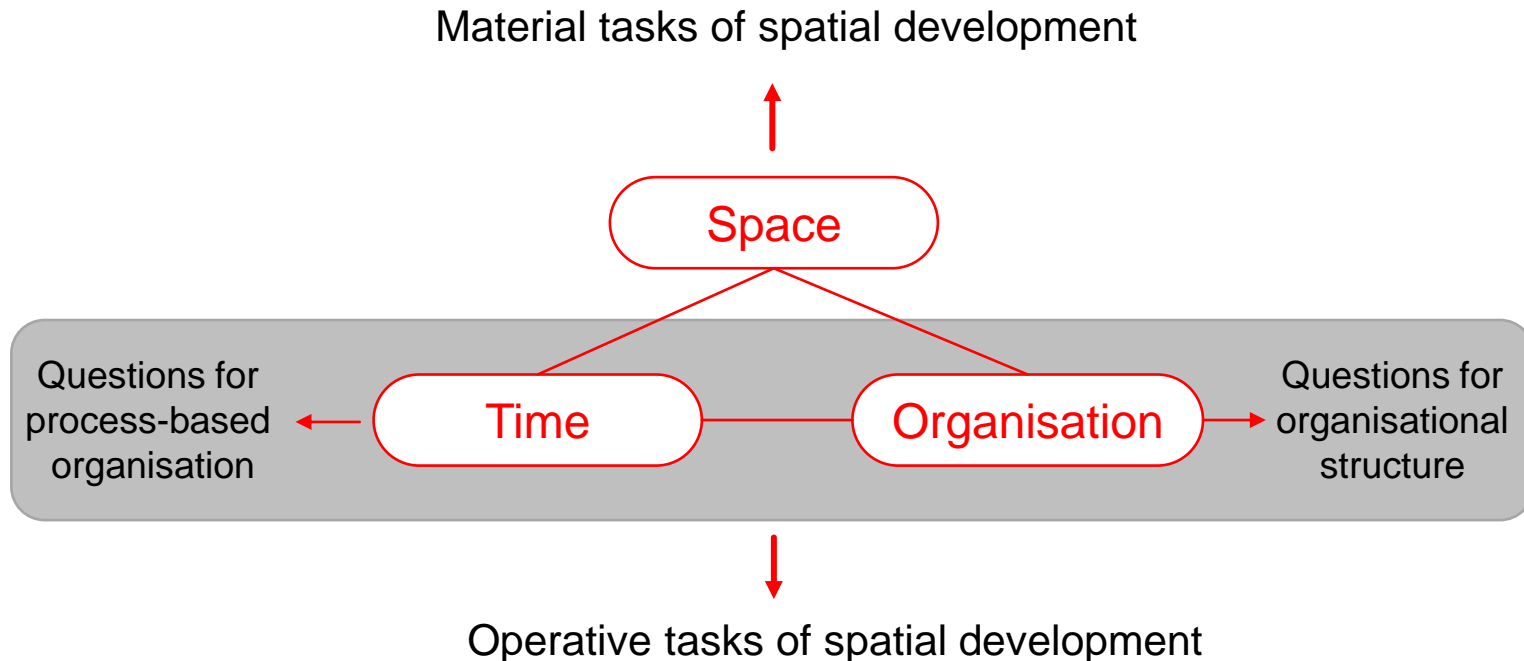 Material tasks of spatial development
Space
Questions for
process-based
organisation
Time
Organisation
Questions for
organisational
structure
Operative tasks of spatial development